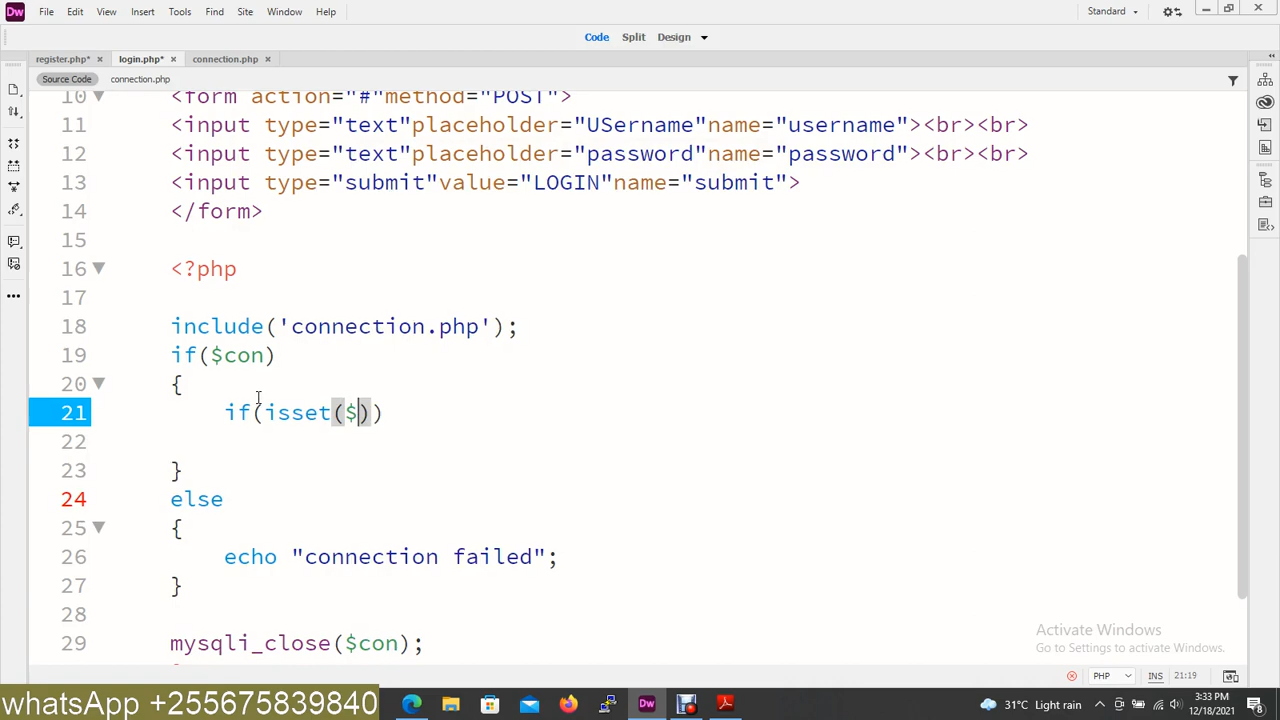 Dw File Edit View Insert Tools Find Site Window Help Standard
Code Split Design
register.php* login.php* connection.php
Source Code connection.php
10 <form action="#"method="POST">
11 <input type="text"placeholder="USername"name="username"><br><br>
12 <input type="text"placeholder="password"name="password"><br><br>
13 <input type="submit"value="LOGIN"name="submit">
14 </form>
15
16 <?php
17
18 include('connection.php');
19 if($con)
20 {
21 if(isset($))
22
23 }
24 else
25 {
26 echo "connection failed";
27 }
28
29 mysqli_close($con);
Activate Windows
Go to Settings to activate Windows.
PHP INS 21:19
whatsApp +255675839840
Dw
31°C Light rain
3:33 PM
12/18/2021
8